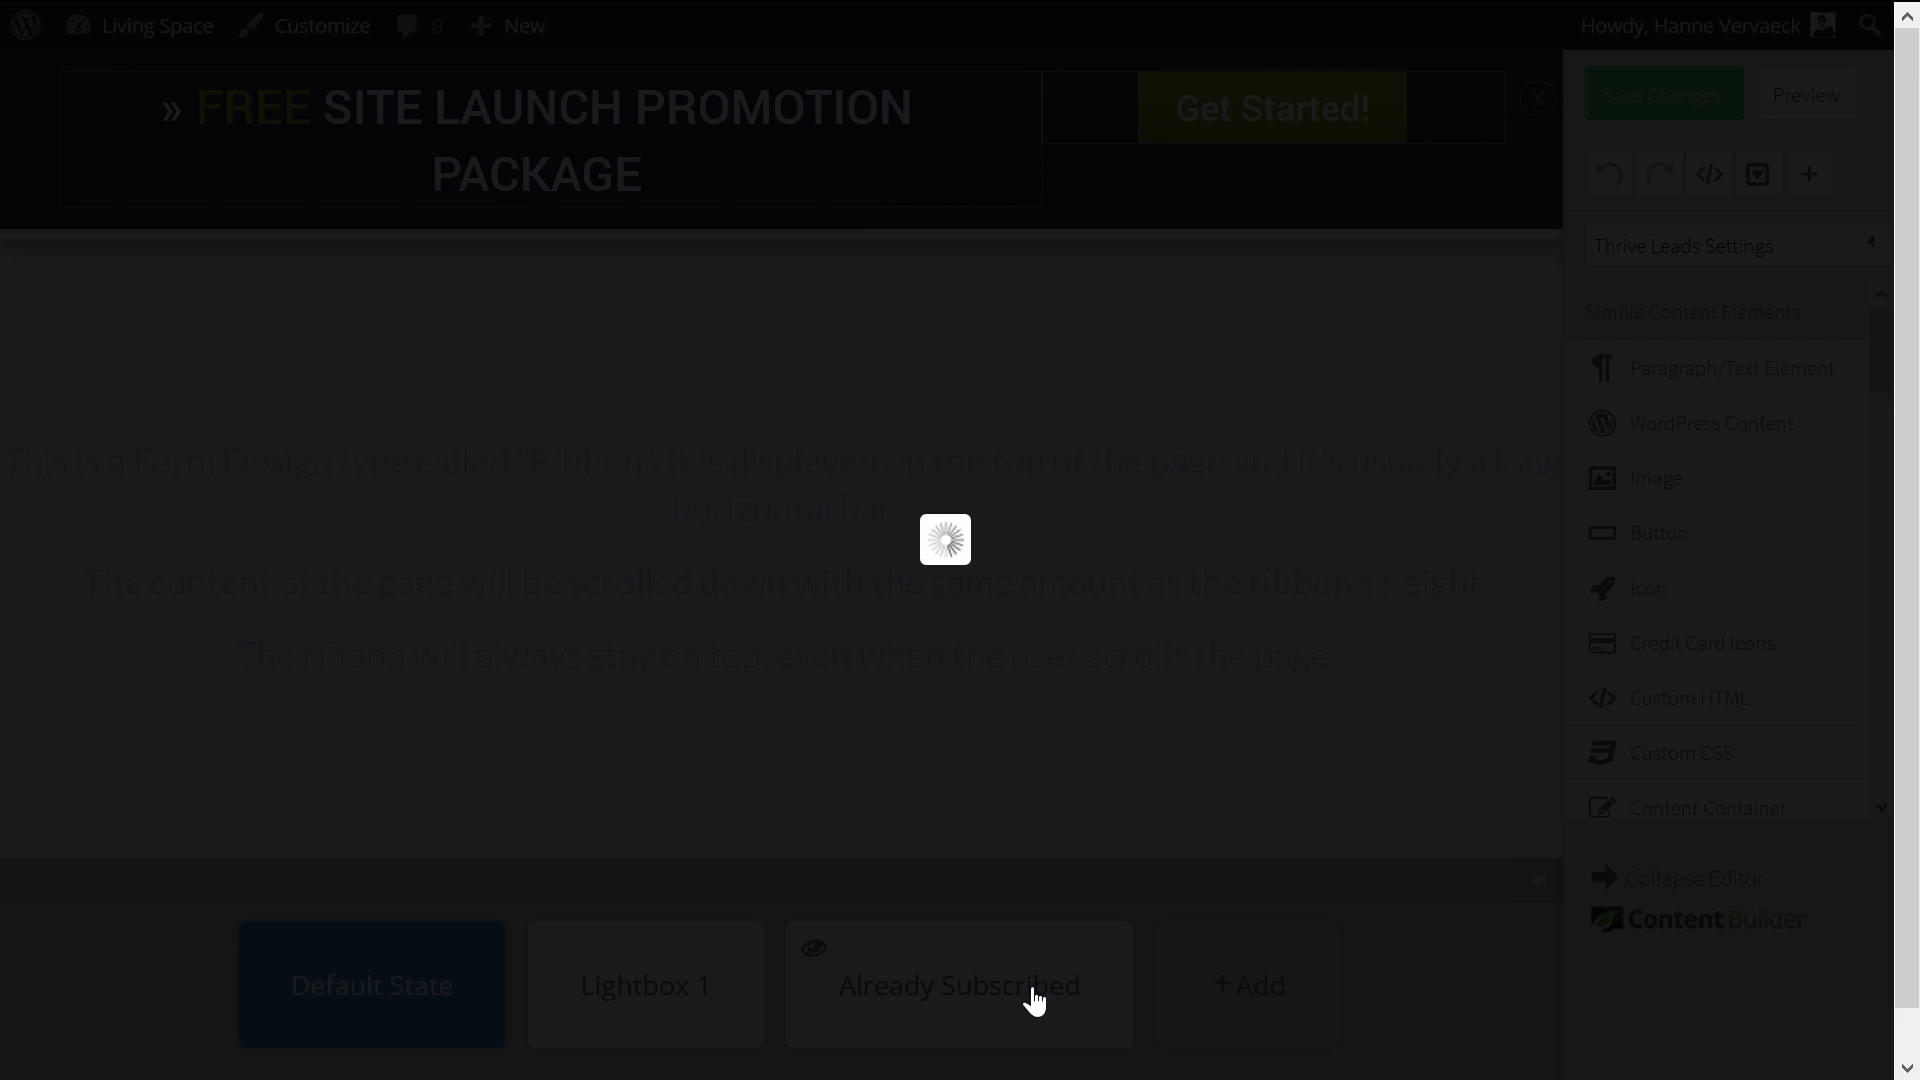 Living Space
Customize
0
New
Howdy, Hanne Vervaeck
» FREE SITE LAUNCH PROMOTION
PACKAGE
Get Started!
X
Save Changes
Preview
Thrive Leads Settings
Simple Content Elements
Paragraph/Text Element
WordPress Content
Image
Button
Icon
Credit Card Icons
Custom HTML
Custom CSS
Content Container
This is a Form Design type called "Ribbon". It is displayed on the top of the page and it's usually a long
horizontal bar
The content of the page will be scrolled down with the same amount as the ribbon's height
The ribbon will always stay on top, even when the user scrolls the page
Collapse Editor
Content Builder
Default State
Lightbox 1
Already Subscribed
+ Add